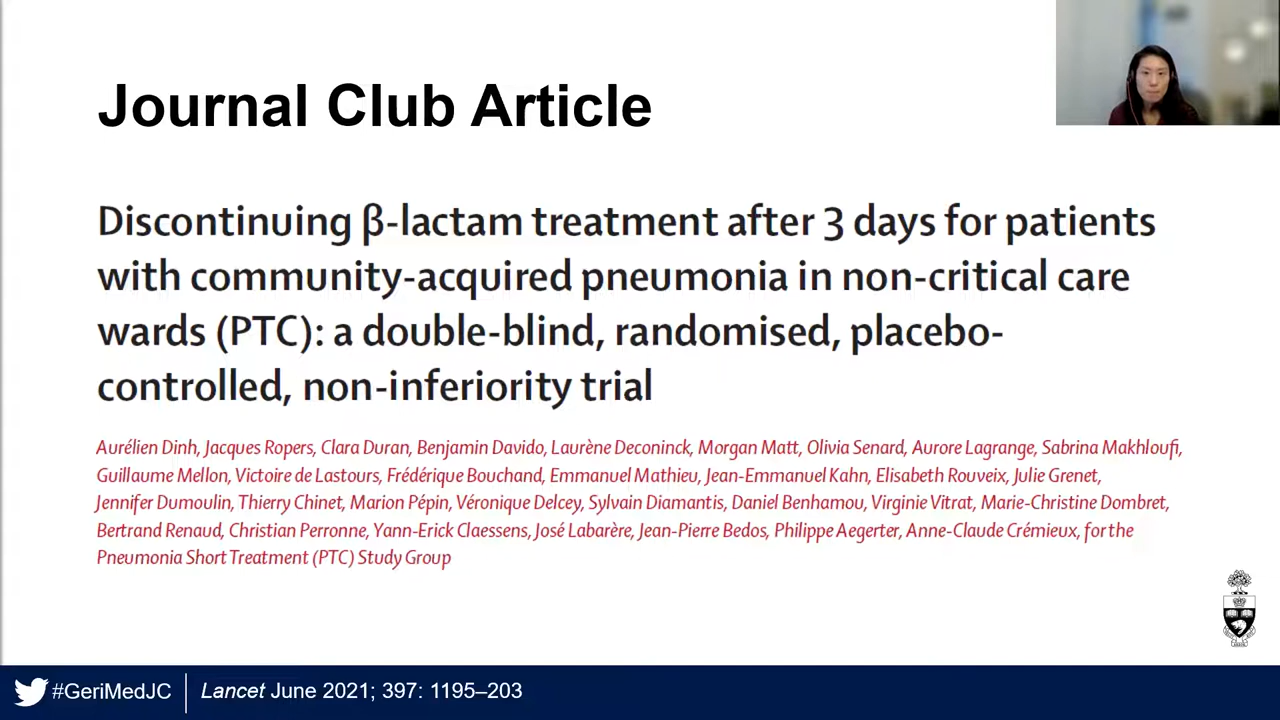 Journal Club Article
Discontinuing β-lactam treatment after 3 days for patients
with community-acquired pneumonia in non-critical care
wards (PTC): a double-blind, randomised, placebo-
controlled, non-inferiority trial
Aurélien Dinh, Jacques Ropers, Clara Duran, Benjamin Davido, Laurène Deconinck, Morgan Matt, Olivia Senard, Aurore Lagrange, Sabrina Makhloufi,
Guillaume Mellon, Victoire de Lastours, Frédérique Bouchand, Emmanuel Mathieu, Jean-Emmanuel Kahn, Elisabeth Rouveix, Julie Grenet,
Jennifer Dumoulin, Thierry Chinet, Marion Pépin, Véronique Delcey, Sylvain Diamantis, Daniel Benhamou, Virginie Vitrat, Marie-Christine Dombret,
Bertrand Renaud, Christian Perronne, Yann-Erick Claessens, José Labarère, Jean-Pierre Bedos, Philippe Aegerter, Anne-Claude Crémieux, for the
Pneumonia Short Treatment (PTC) Study Group
#GeriMedJC
Lancet June 2021; 397: 1195–203